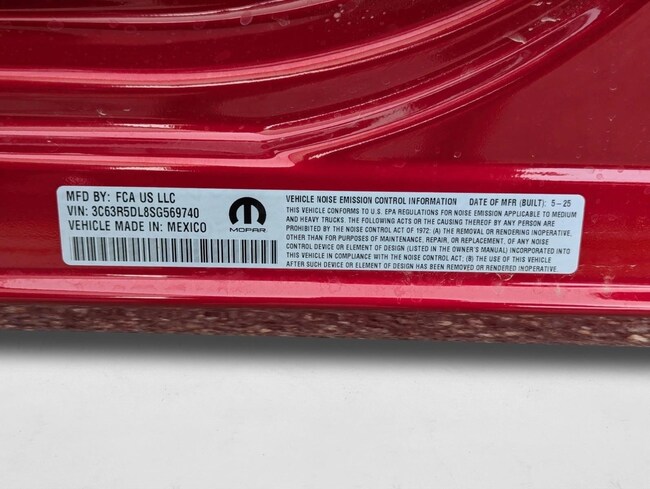 MFD BY: FCA US LLC
VIN: 3C63R5DL8SG569740
VEHICLE MADE IN: MEXICO
MOPAR
VEHICLE NOISE EMISSION CONTROL INFORMATION DATE OF MFR (BUILT): 5-25
THIS VEHICLE CONFORMS TO U.S. EPA REGULATIONS FOR NOISE EMISSION APPLICABLE TO MEDIUM
AND HEAVY TRUCKS. THE FOLLOWING ACTS OR THE CAUSING THEREOF BY ANY PERSON ARE
PROHIBITED BY THE NOISE CONTROL ACT OF 1972: (A) THE REMOVAL OR RENDERING INOPERATIVE,
OTHER THAN FOR PURPOSES OF MAINTENANCE, REPAIR, OR REPLACEMENT, OF ANY NOISE
CONTROL DEVICE OR ELEMENT OF DESIGN (LISTED IN THE OWNER'S MANUAL) INCORPORATED INTO
THIS VEHICLE IN COMPLIANCE WITH THE NOISE CONTROL ACT; (B) THE USE OF THIS VEHICLE
AFTER SUCH DEVICE OR ELEMENT OF DESIGN HAS BEEN REMOVED OR RENDERED INOPERATIVE.